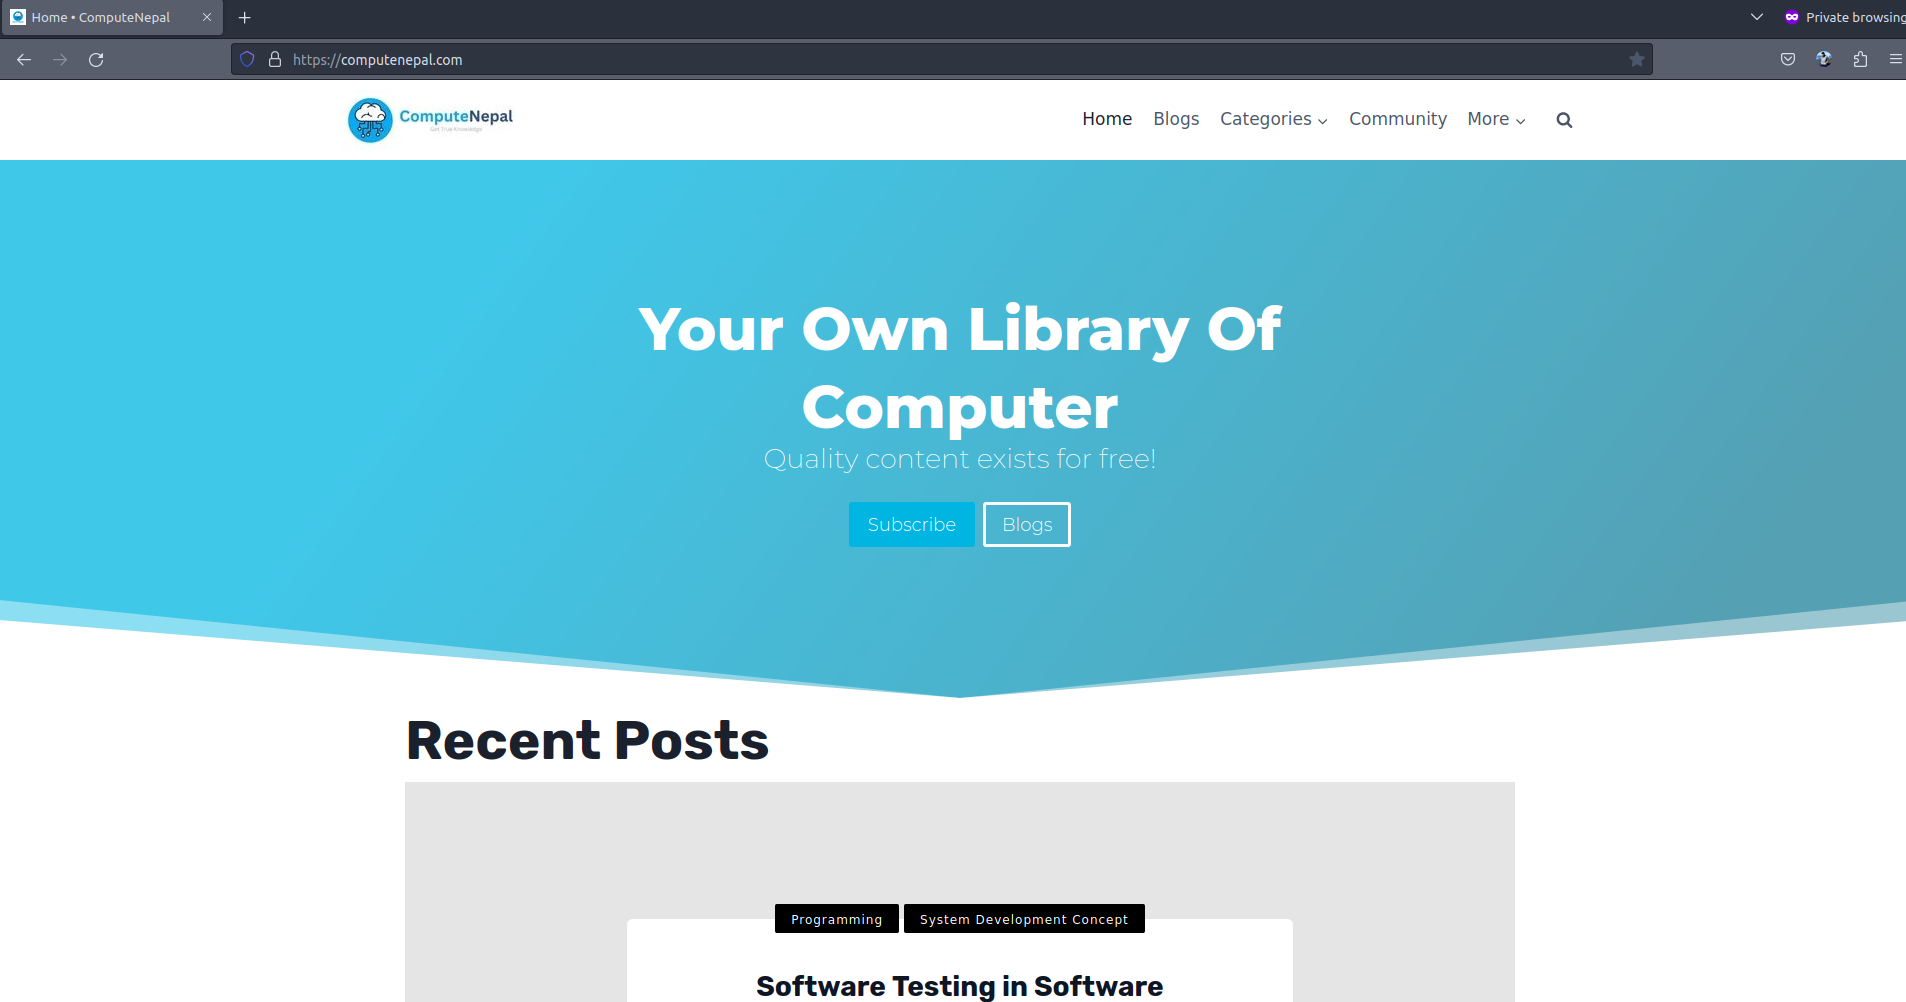 Home • ComputeNepal
Private browsing
https://computenepal.com
ComputeNepal
Get True Knowledge
Home Blogs Categories Community More
Your Own Library Of
Computer
Quality content exists for free!
Subscribe Blogs
Recent Posts
Programming System Development Concept
Software Testing in Software